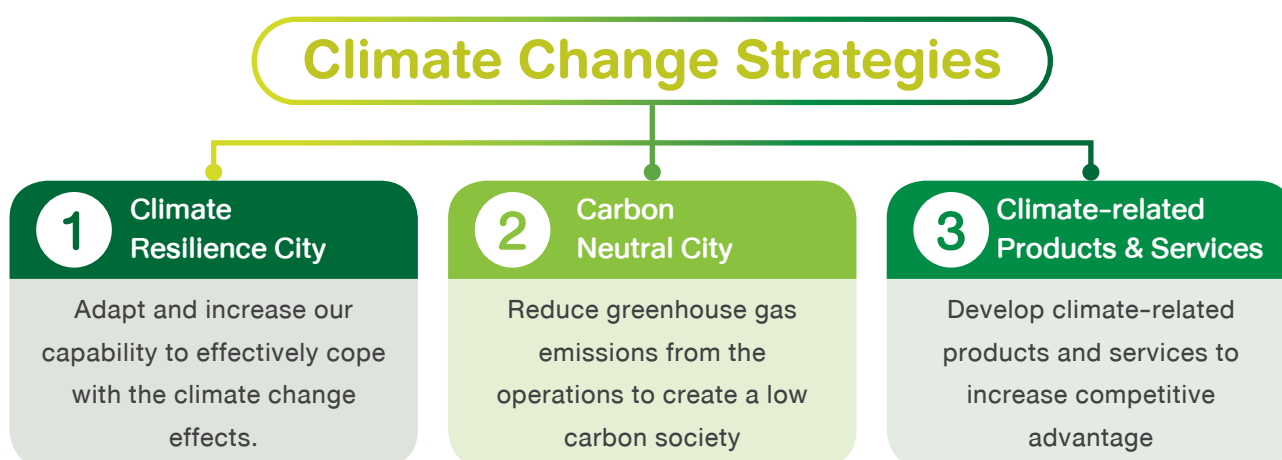 Climate Change Strategies
1
Climate
Resilience City
Adapt and increase our
capability to effectively cope
with the climate change
effects.
2
Carbon
Neutral City
Reduce greenhouse gas
emissions from the
operations to create a low
carbon society
3
Climate-related
Products & Services
Develop climate-related
products and services to
increase competitive
advantage